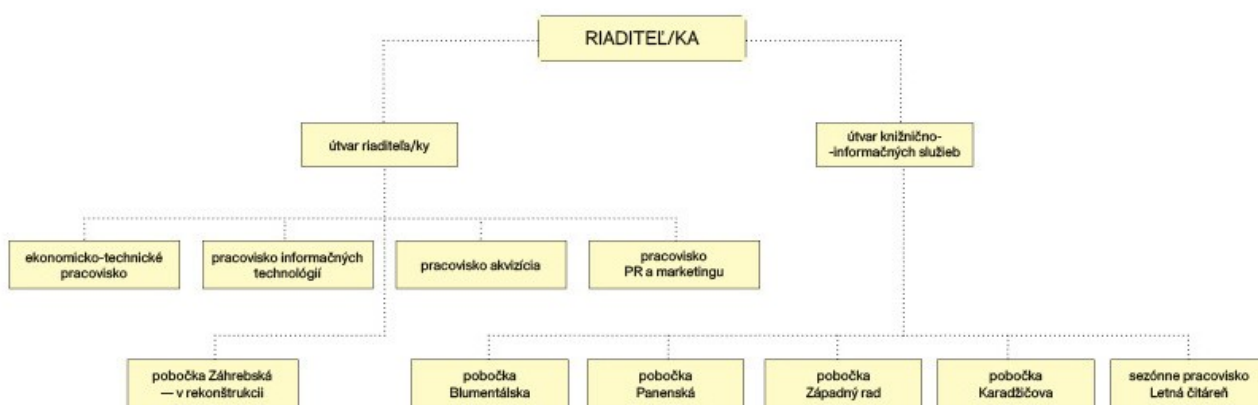 RIADITEĽ/KA
útvar riaditeľa/ky
útvar knižnično-
-informačných služieb
ekonomicko-technické
pracovisko
pracovisko informačných
technológií
pracovisko akvizícia
pracovisko
PR a marketingu
pobočka Záhrebská
— v rekonštrukcii
pobočka
Blumentálska
pobočka
Panenská
pobočka
Západný rad
pobočka
Karadžičova
sezónne pracovisko
Letná čitáreň